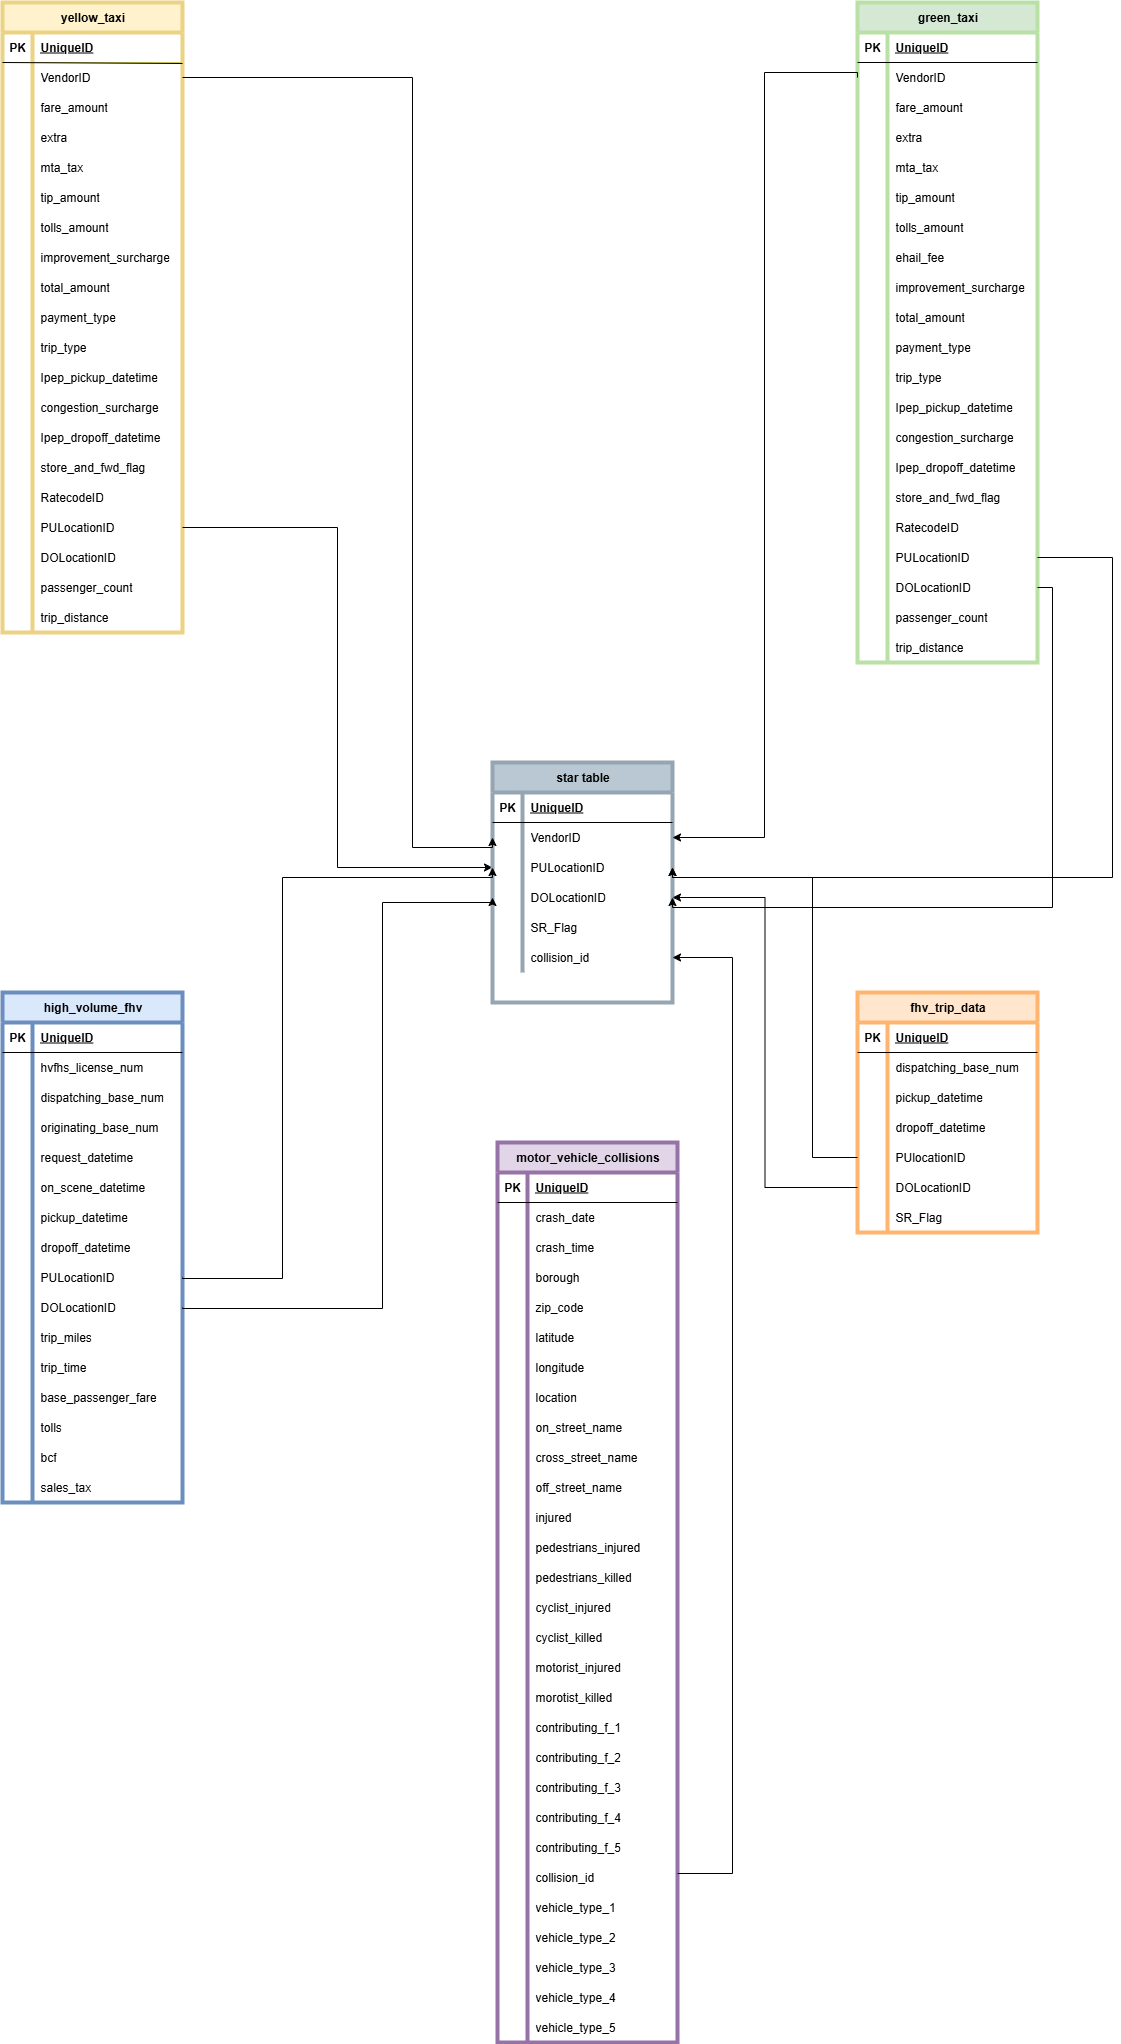 yellow_taxi
PK UniqueID
VendorID
fare_amount
extra
mta_tax
tip_amount
tolls_amount
improvement_surcharge
total_amount
payment_type
trip_type
lpep_pickup_datetime
congestion_surcharge
lpep_dropoff_datetime
store_and_fwd_flag
RatecodeID
PULocationID
DOLocationID
passenger_count
trip_distance
green_taxi
PK UniqueID
VendorID
fare_amount
extra
mta_tax
tip_amount
tolls_amount
ehail_fee
improvement_surcharge
total_amount
payment_type
trip_type
lpep_pickup_datetime
congestion_surcharge
lpep_dropoff_datetime
store_and_fwd_flag
RatecodeID
PULocationID
DOLocationID
passenger_count
trip_distance
star table
PK UniqueID
VendorID
PULocationID
DOLocationID
SR_Flag
collision_id
high_volume_fhv
PK UniqueID
hvfhs_license_num
dispatching_base_num
originating_base_num
request_datetime
on_scene_datetime
pickup_datetime
dropoff_datetime
PULocationID
DOLocationID
trip_miles
trip_time
base_passenger_fare
tolls
bcf
sales_tax
fhv_trip_data
PK UniqueID
dispatching_base_num
pickup_datetime
dropoff_datetime
PUlocationID
DOLocationID
SR_Flag
motor_vehicle_collisions
PK UniqueID
crash_date
crash_time
borough
zip_code
latitude
longitude
location
on_street_name
cross_street_name
off_street_name
injured
pedestrians_injured
pedestrians_killed
cyclist_injured
cyclist_killed
motorist_injured
morotist_killed
contributing_f_1
contributing_f_2
contributing_f_3
contributing_f_4
contributing_f_5
collision_id
vehicle_type_1
vehicle_type_2
vehicle_type_3
vehicle_type_4
vehicle_type_5